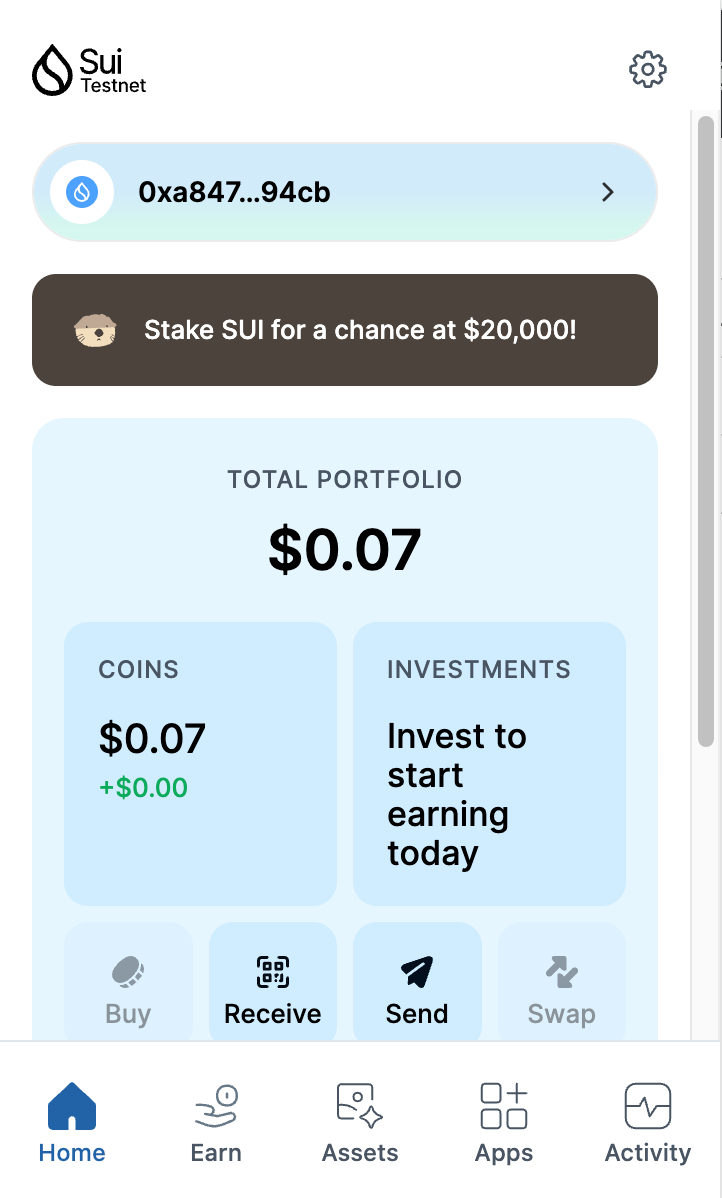 Sui
Testnet
0xa847...94cb
Stake SUI for a chance at $20,000!
TOTAL PORTFOLIO
$0.07
COINS
$0.07
+$0.00
INVESTMENTS
Invest to
start
earning
today
Buy
Receive
Send
Swap
Home
Earn
Assets
Apps
Activity